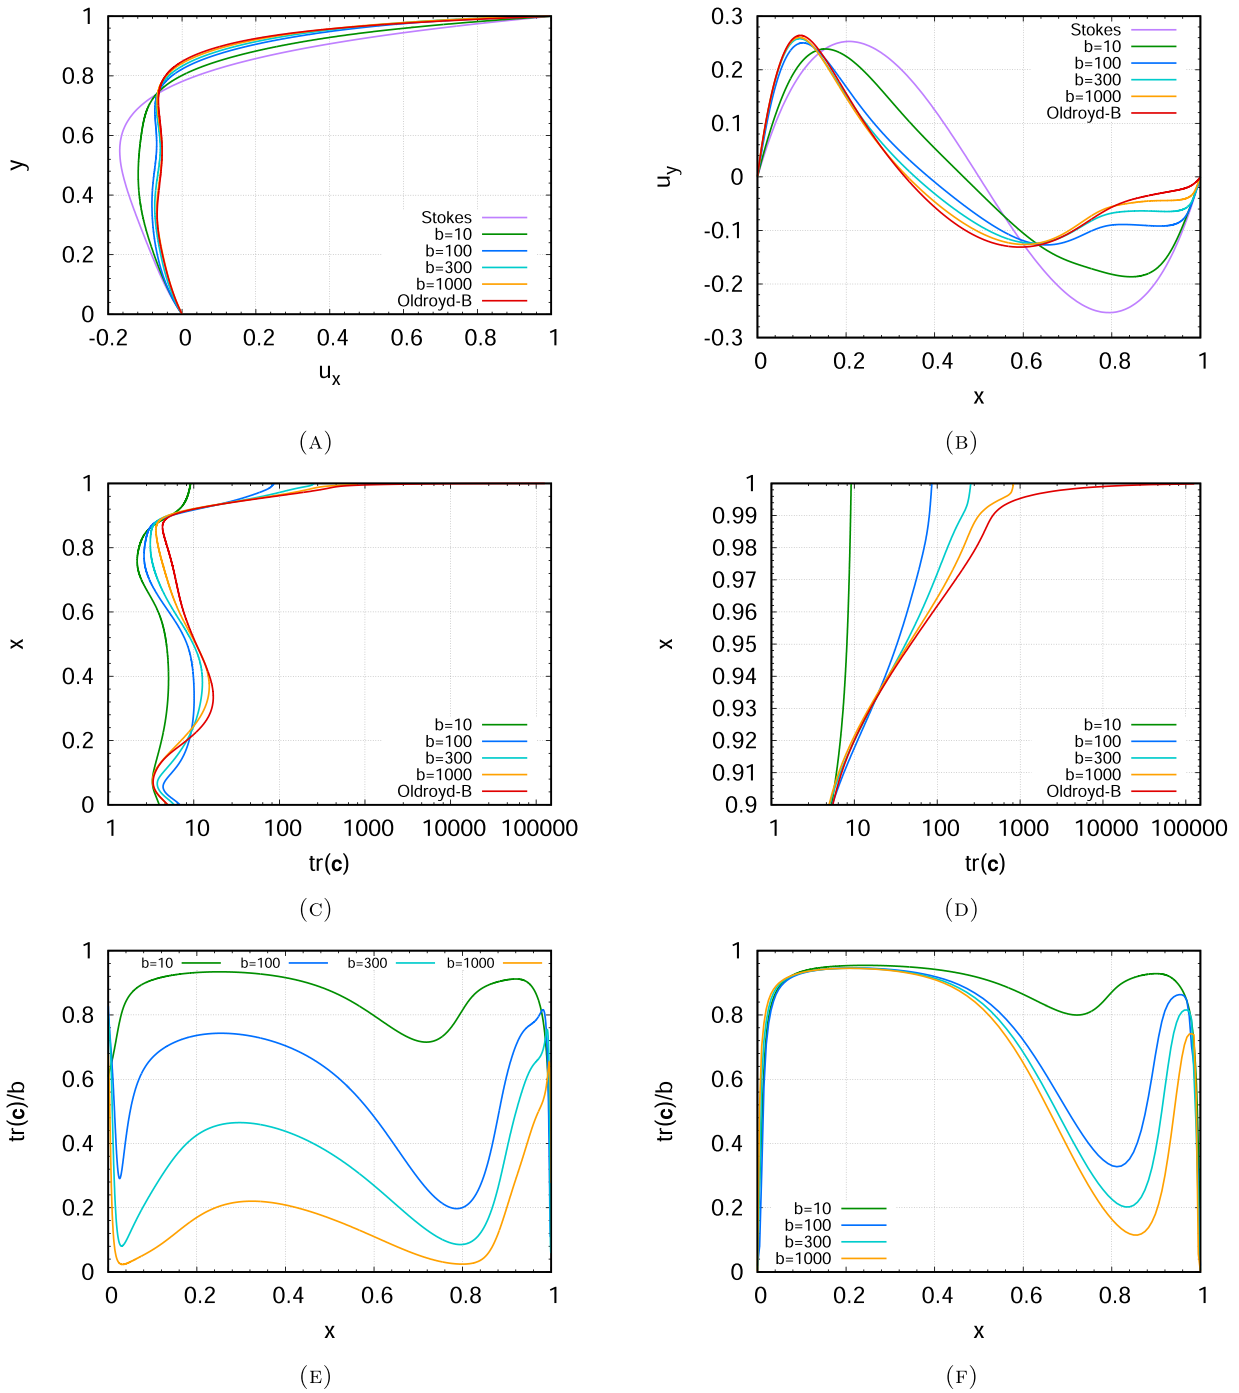 1
0.8
0.6
0.4
0.2
0
y
Stokes
b=10
b=100
b=300
b=1000
Oldroyd-B
-0.2 0 0.2 0.4 0.6 0.8 1
u_x
(A)
0.3
0.2
0.1
0
-0.1
-0.2
-0.3
u_y
Stokes
b=10
b=100
b=300
b=1000
Oldroyd-B
0 0.2 0.4 0.6 0.8 1
x
(B)
1
0.8
0.6
0.4
0.2
0
x
b=10
b=100
b=300
b=1000
Oldroyd-B
1 10 100 1000 10000 100000
tr(c)
(C)
1
0.99
0.98
0.97
0.96
0.95
0.94
0.93
0.92
0.91
0.9
x
b=10
b=100
b=300
b=1000
Oldroyd-B
1 10 100 1000 10000 100000
tr(c)
(D)
1
0.8
0.6
0.4
0.2
0
tr(c)/b
b=10 b=100 b=300 b=1000
0 0.2 0.4 0.6 0.8 1
x
(E)
1
0.8
0.6
0.4
0.2
0
tr(c)/b
b=10
b=100
b=300
b=1000
0 0.2 0.4 0.6 0.8 1
x
(F)